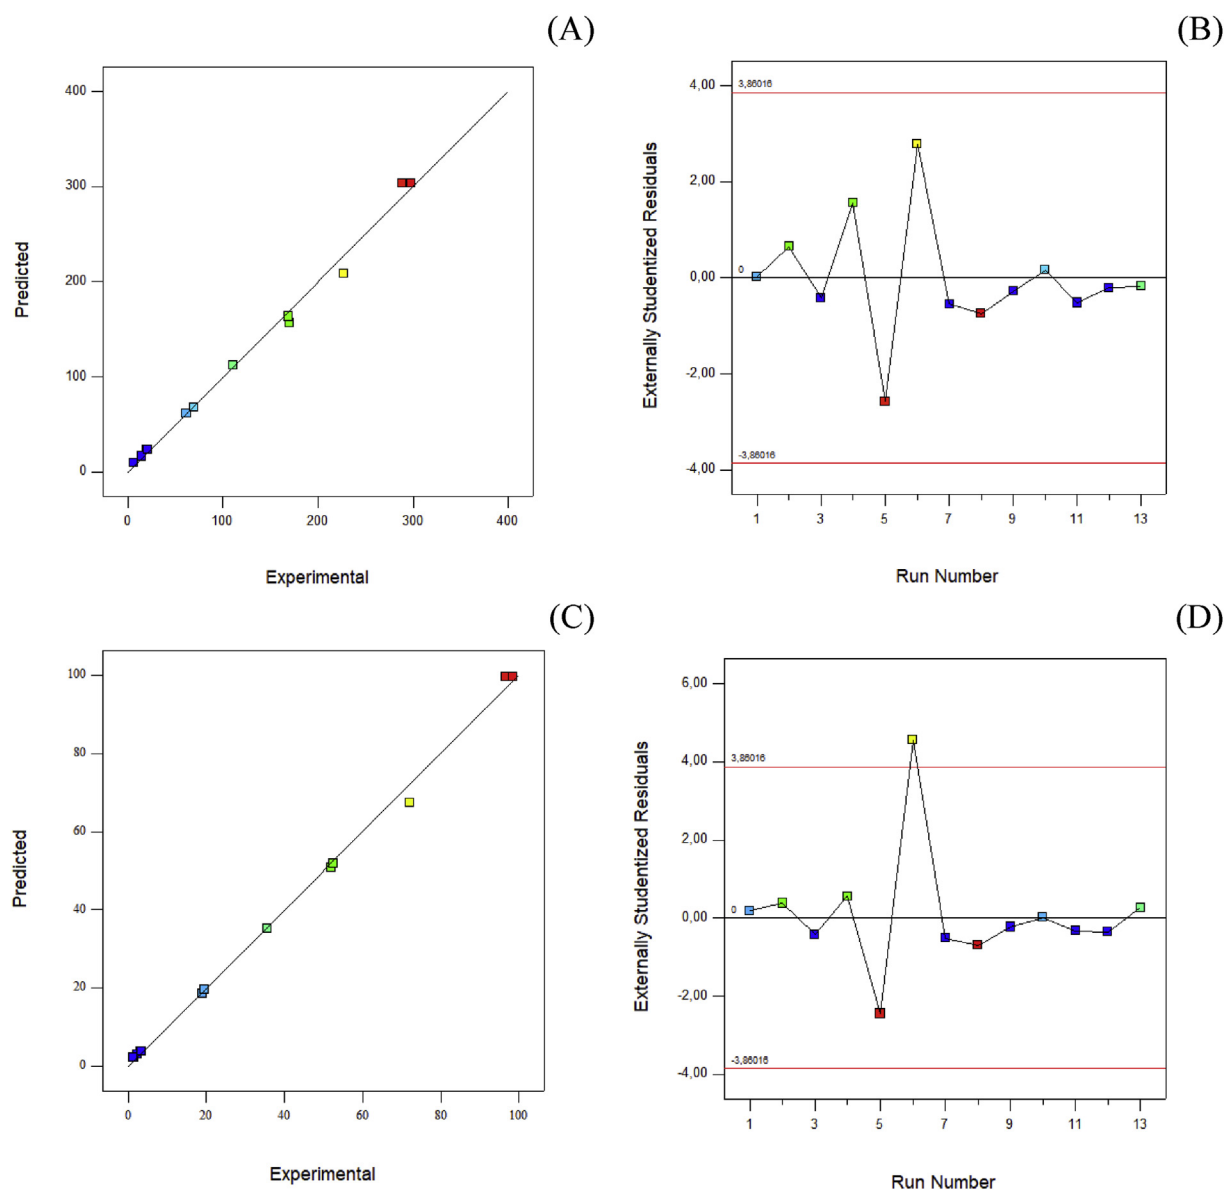 (A)
400
300
200
100
0
0 100 200 300 400
Predicted
Experimental
(B)
4,00
2,00
0,00
-2,00
-4,00
3,86016
0
-3,86016
1 3 5 7 9 11 13
Externally Studentized Residuals
Run Number
(C)
100
80
60
40
20
0
0 20 40 60 80 100
Predicted
Experimental
(D)
6,00
4,00
2,00
0,00
-2,00
-4,00
3,86016
0
-3,86016
1 3 5 7 9 11 13
Externally Studentized Residuals
Run Number